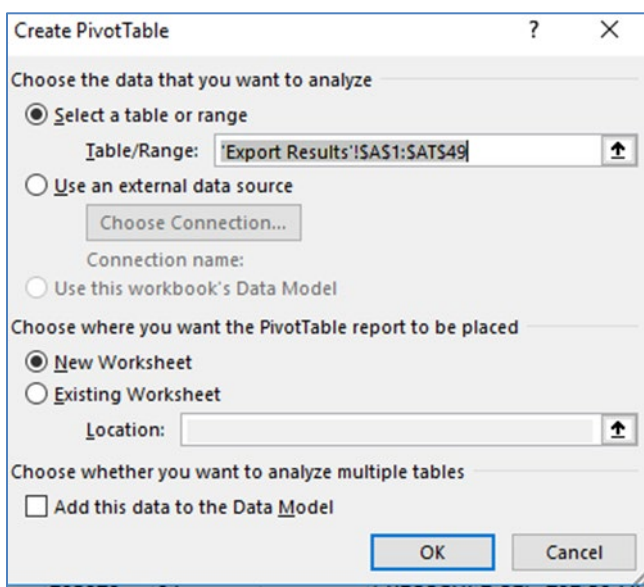 Create PivotTable ? ×
Choose the data that you want to analyze
Select a table or range
Table/Range: 'Export Results'!$A$1:$AT$49
Use an external data source
Choose Connection...
Connection name:
Use this workbook's Data Model
Choose where you want the PivotTable report to be placed
New Worksheet
Existing Worksheet
Location:
Choose whether you want to analyze multiple tables
Add this data to the Data Model
OK Cancel